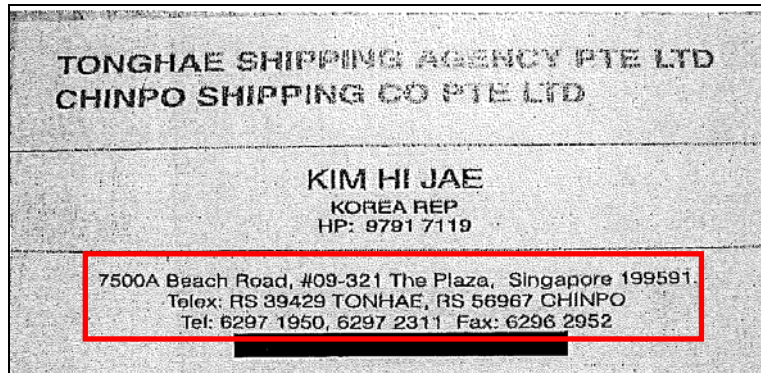 TONGHAE SHIPPING AGENCY PTE LTD
CHINPO SHIPPING CO PTE LTD
KIM HI JAE
KOREA REP
HP: 9791 7119
7500A Beach Road, #09-321 The Plaza, Singapore 199591.
Telex: RS 39429 TONHAE, RS 56967 CHINPO
Tel: 6297 1950, 6297 2311 Fax: 6296 2952